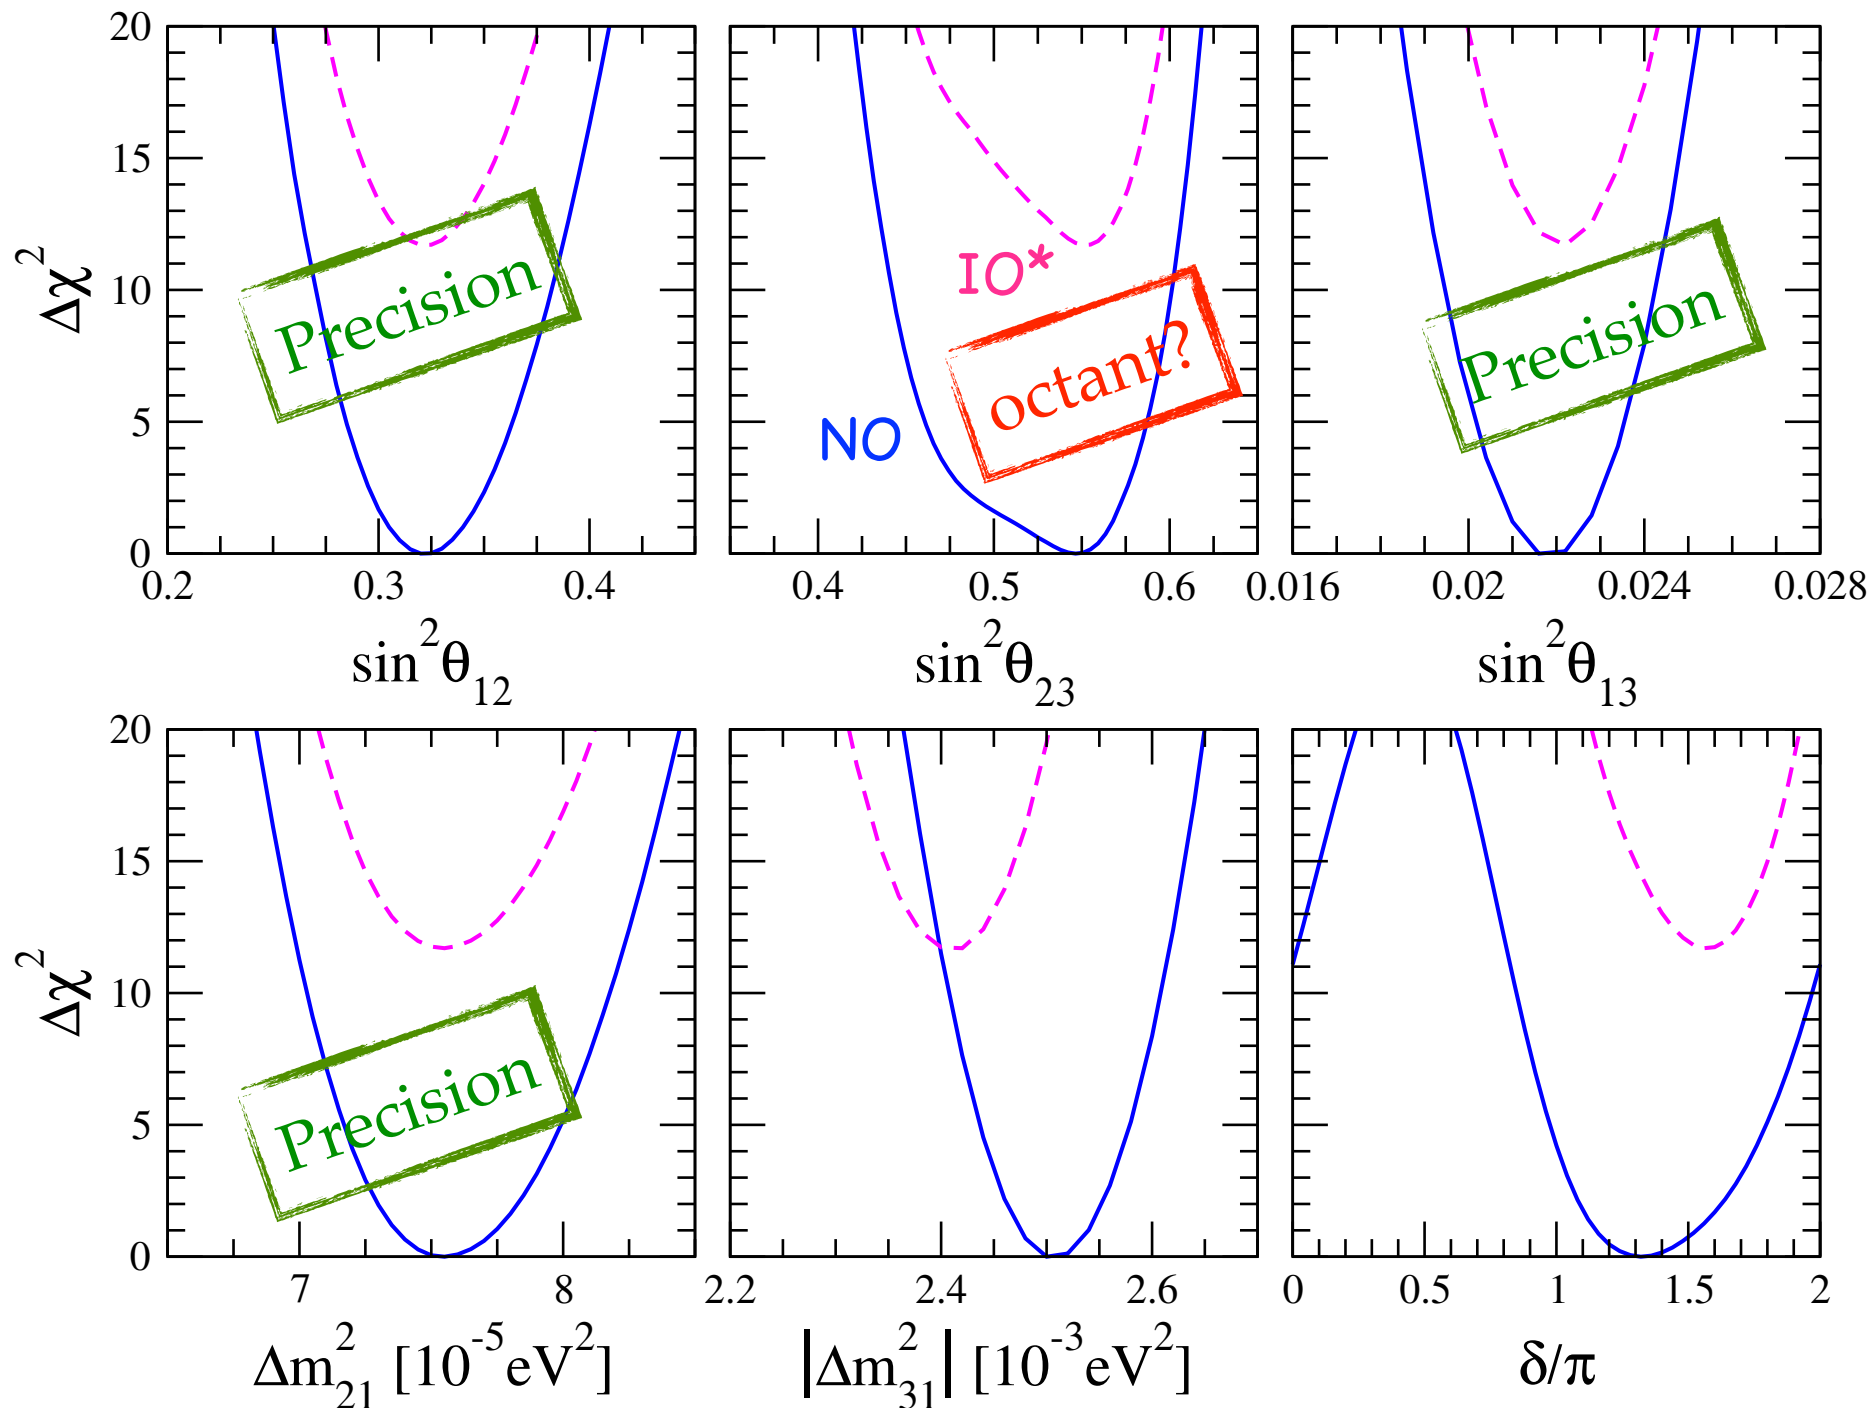 20
15
10
5
0
Δχ²
Precision
0.2 0.3 0.4
sin²θ₁₂
IO*
NO
octant?
0.4 0.5 0.6
sin²θ₂₃
Precision
0.016 0.02 0.024 0.028
sin²θ₁₃
20
15
10
5
0
Δχ²
Precision
7 8
Δm²₂₁ [10⁻⁵eV²]
2.2 2.4 2.6
|Δm²₃₁| [10⁻³eV²]
0 0.5 1 1.5 2
δ/π